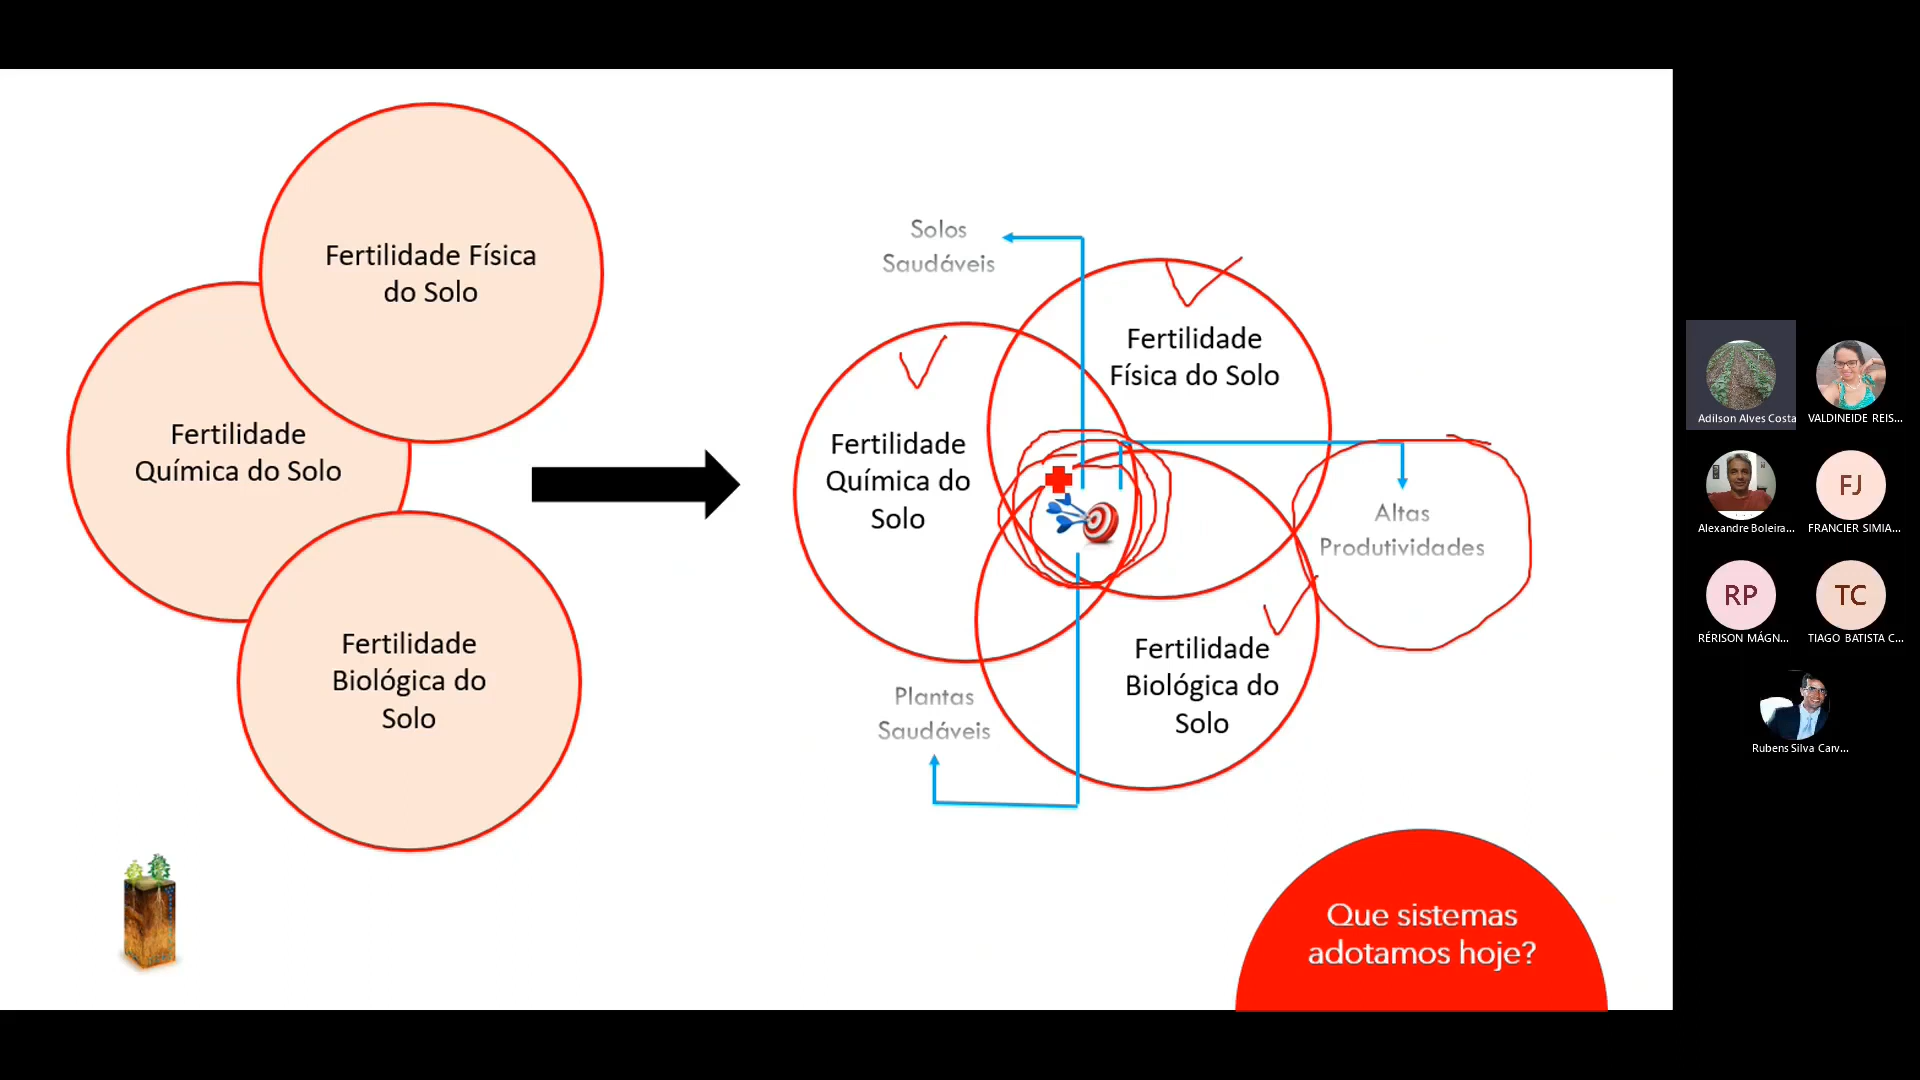 Fertilidade Física
do Solo
Fertilidade
Química do Solo
Fertilidade
Biológica do
Solo
Solos
Saudáveis
Fertilidade
Física do Solo
Fertilidade
Química do
Solo
Altas
Produtividades
Fertilidade
Biológica do
Solo
Plantas
Saudáveis
Que sistemas
adotamos hoje?
Adilson Alves Costa
VALDINEIDE REIS...
Alexandre Boleira...
FJ
FRANCIER SIMIA...
RP
RÉRISON MÁGN...
TC
TIAGO BATISTA C...
Rubens Silva Carv...